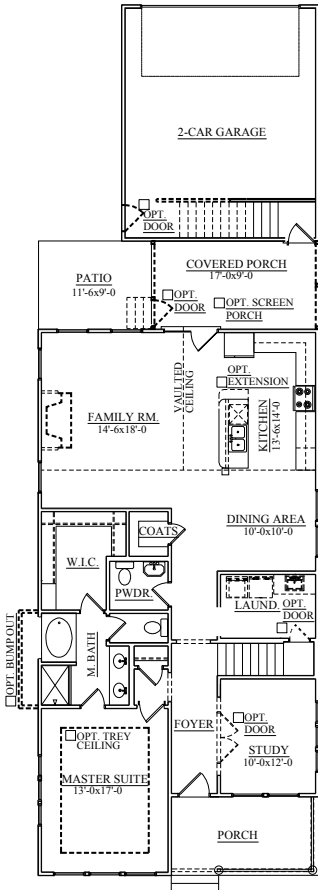 2-CAR GARAGE
OPT.
DOOR
COVERED PORCH
17'-0x9'-0
PATIO
11'-6x9'-0
OPT.
DOOR
OPT. SCREEN
PORCH
OPT.
EXTENSION
VAULTED
CEILING
FAMILY RM.
14'-6x18'-0
KITCHEN
13'-6x14'-0
DINING AREA
10'-0x10'-0
COATS
W.I.C.
PWDR.
LAUND.
OPT.
DOOR
OPT. BUMP OUT
M. BATH
FOYER
OPT.
DOOR
STUDY
10'-0x12'-0
OPT. TREY
CEILING
MASTER SUITE
13'-0x17'-0
PORCH